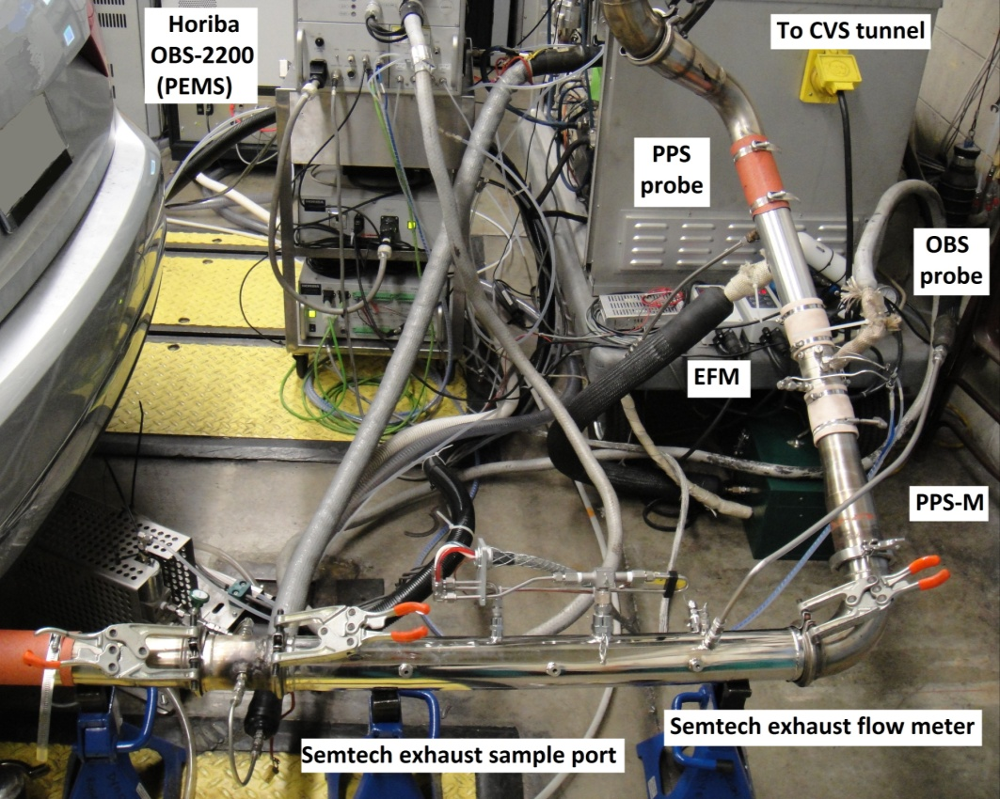 Horiba
OBS-2200
(PEMS)
To CVS tunnel
PPS
probe
OBS
probe
EFM
PPS-M
Semtech exhaust flow meter
Semtech exhaust sample port